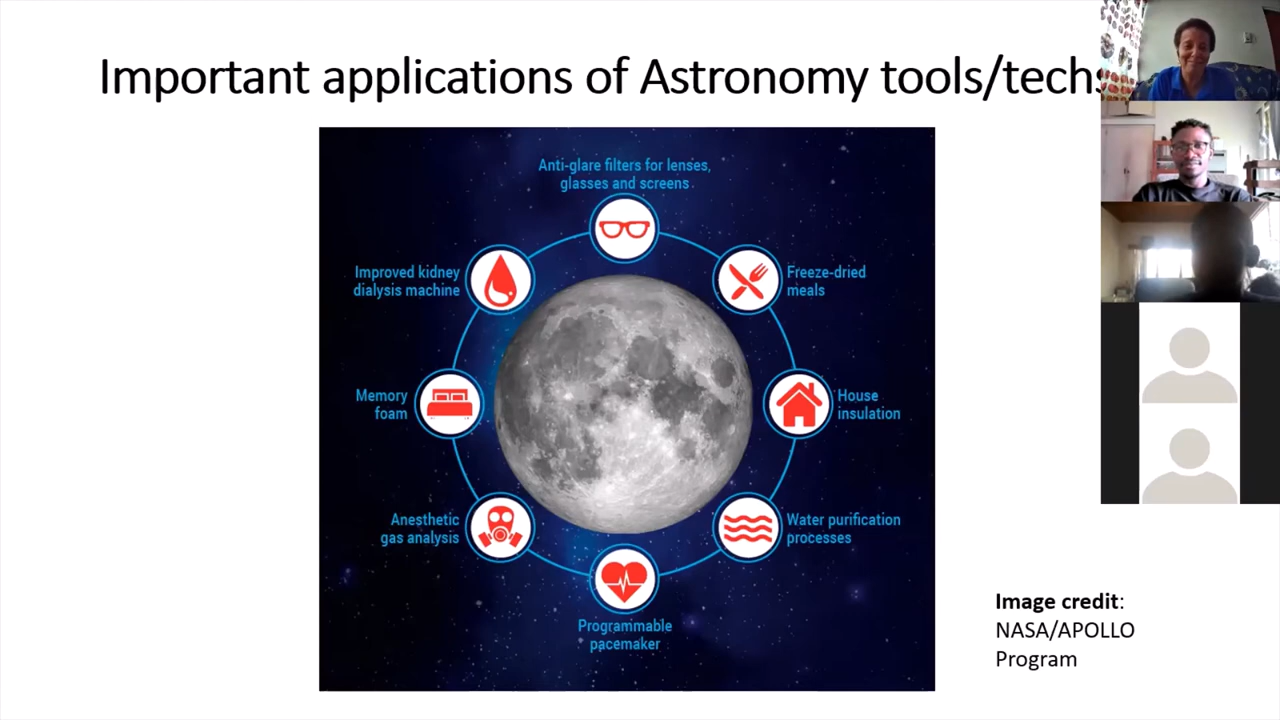 Important applications of Astronomy tools/techs
Anti-glare filters for lenses,
glasses and screens
Improved kidney
dialysis machine
Freeze-dried
meals
Memory
foam
House
insulation
Anesthetic
gas analysis
Water purification
processes
Programmable
pacemaker
Image credit:
NASA/APOLLO
Program